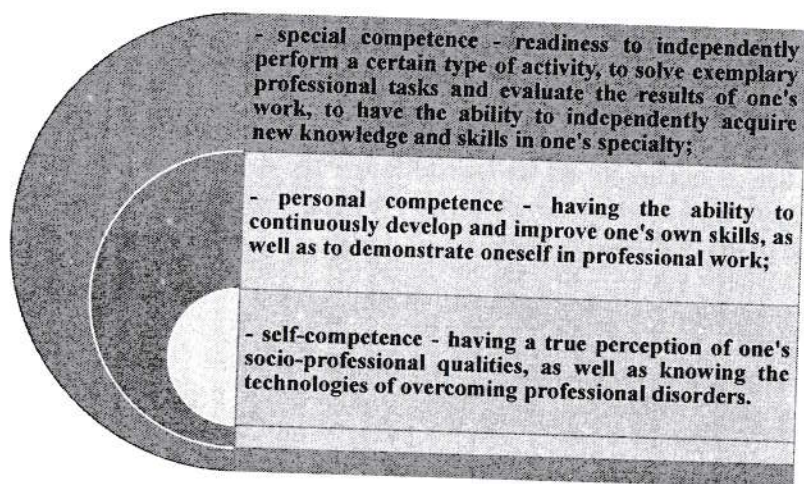 - special competence - readiness to independently
perform a certain type of activity, to solve exemplary
professional tasks and evaluate the results of one's
work, to have the ability to independently acquire
new knowledge and skills in one's specialty;
- personal competence - having the ability to
continuously develop and improve one's own skills, as
well as to demonstrate oneself in professional work;
- self-competence - having a true perception of one's
socio-professional qualities, as well as knowing the
technologies of overcoming professional disorders.